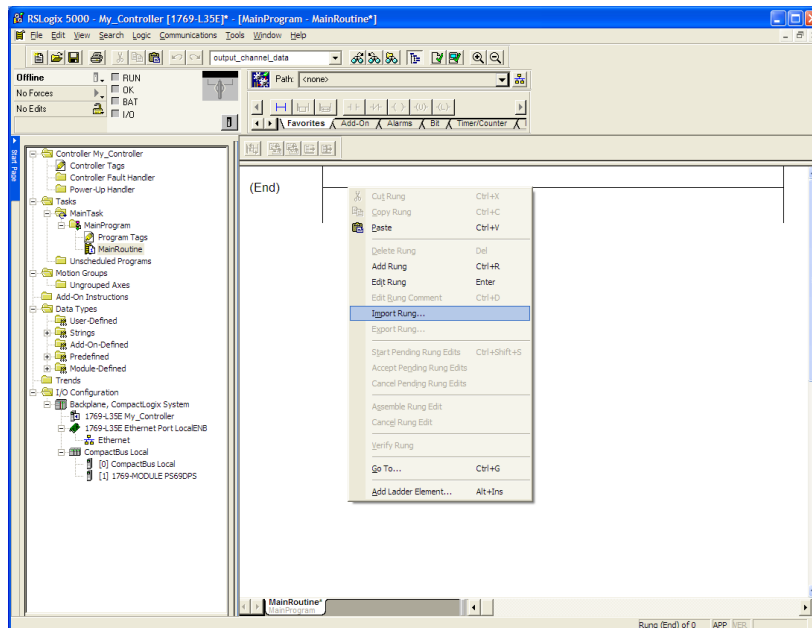 RSLogix 5000 - My_Controller [1769-L35E]* - [MainProgram - MainRoutine*]
File Edit View Search Logic Communications Tools Window Help
output_channel_data
Offline
RUN
No Forces
OK
No Edits
BAT
I/O
Path: <none>
Favorites Add-On Alarms Bit Timer/Counter
Start Page
Controller My_Controller
Controller Tags
Controller Fault Handler
Power-Up Handler
Tasks
MainTask
MainProgram
Program Tags
MainRoutine
Unscheduled Programs
Motion Groups
Ungrouped Axes
Add-On Instructions
Data Types
User-Defined
Strings
Add-On-Defined
Predefined
Module-Defined
Trends
I/O Configuration
Backplane, CompactLogix System
1769-L35E My_Controller
1769-L35E Ethernet Port LocalENB
Ethernet
CompactBus Local
[0] CompactBus Local
[1] 1769-MODULE PS69DPS
(End)
Cut Rung Ctrl+X
Copy Rung Ctrl+C
Paste Ctrl+V
Delete Rung Del
Add Rung Ctrl+R
Edit Rung Enter
Edit Rung Comment Ctrl+D
Import Rung...
Export Rung...
Start Pending Rung Edits Ctrl+Shift+S
Accept Pending Rung Edits
Cancel Pending Rung Edits
Assemble Rung Edit
Cancel Rung Edit
Verify Rung
Go To... Ctrl+G
Add Ladder Element... Alt+Ins
MainRoutine*
MainProgram
Rung (End) of 0 APP VER